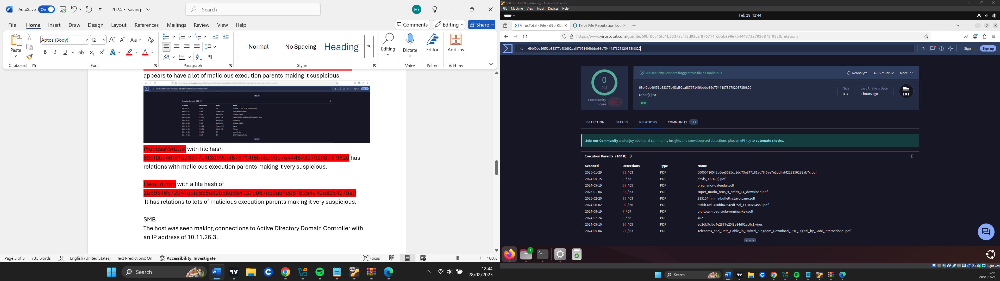 AutoSave On 2024 • Saving... Search EG
File Home Insert Draw Design Layout References Mailings Review View Help Comments Editing Share
Aptos (Body) 12 Aa
Paste
Normal No Spacing Heading
Editing Dictate Editor Add-ins
Clipboard Font Paragraph Styles Voice Editor Add-ins
appears to have a lot of malicious execution parents making it suspicious.
Sign in Sign up
Execution Parents (110)
Scanned Detections Type Name
ProcessMAU.txt with file hash
69bf0bc46f51b33377c4f3d92caf876714f6bbbe99e7544487327920873f9820 has
relations with malicious execution parents making it very suspicious.
Fakeurl.htm with a file hash of
2b69346572041eefe558a82b58d654237e087ce9ab4e0876254a40a8954279a9
It has relations to lots of malicious execution parents making it very suspicious.
SMB
The host was seen making connections to Active Directory Domain Controller with
an IP address of 10.11.26.3.
Page 3 of 5 735 words English (United States) Text Predictions: On Accessibility: Investigate Focus 100%
Search
12:44
28/02/2025
SOC101-LINUX [Running] - Oracle VirtualBox
File Machine View Input Devices Help
Feb 28 12:44
VirusTotal - File - 69bf0bc Talos File Reputation Loo
https://www.virustotal.com/gui/file/69bf0bc46f51b33377c4f3d92caf876714f6bbbe99e7544487327920873f9820/relations
69bf0bc46f51b33377c4f3d92caf876714f6bbbe99e7544487327920873f9820 Sign in Sign up
0
/ 61
Community
Score -1
No security vendors flagged this file as malicious Reanalyze Similar More
69bf0bc46f51b33377c4f3d92caf876714f6bbbe99e7544487327920873f9820
Other[1].txt
text
Size
4 B
Last Analysis Date
2 hours ago
TXT
DETECTION DETAILS RELATIONS COMMUNITY 12 +
Join our Community and enjoy additional community insights and crowdsourced detections, plus an API key to automate checks.
Execution Parents (100 K)
Scanned Detections Type Name
2025-01-29 31 / 63 PDF 00000416542b6ee3625cc1dd73e347181ac78f6ae7e2dcffaf4228356292ab7c.pdf
2024-05-15 0 / 65 PDF devis_1774 (2).pdf
2024-05-19 28 / 65 PDF pregnancy-calendar.pdf
2025-01-04 32 / 63 PDF super_mario_bros_x_smbx_14_download.pdf
2025-02-20 13 / 63 PDF 285154-jimmy-buffett-a1avolcano.pdf
2024-06-02 30 / 66 PDF 65f6b30d3750bb4054edf75d_11100794559.pdf
2024-08-19 7 / 67 PDF old-town-road-viola-original-key.pdf
2024-07-24 0 / 66 PDF 402
2024-05-10 16 / 65 PDF ed2db9cfbc4e2877e25f3e84d01ac0c1.virus
2024-05-04 27 / 63 PDF Telecoms_and_Data_Cable_in_United_Kingdom_Download_PDF_Digital_by_Gobi_International.pdf
1
Right Ctrl
Search
12:44
28/02/2025